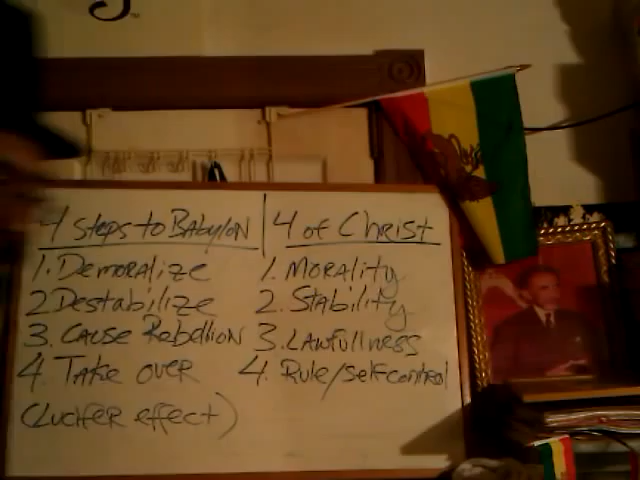 4 Steps to Babylon | 4 of Christ
1. Demoralize 1. Morality
2 Destabilize 2. Stability
3. Cause Rebellion 3. Lawfullness
4. Take over 4. Rule/self control
(Lucifer effect)